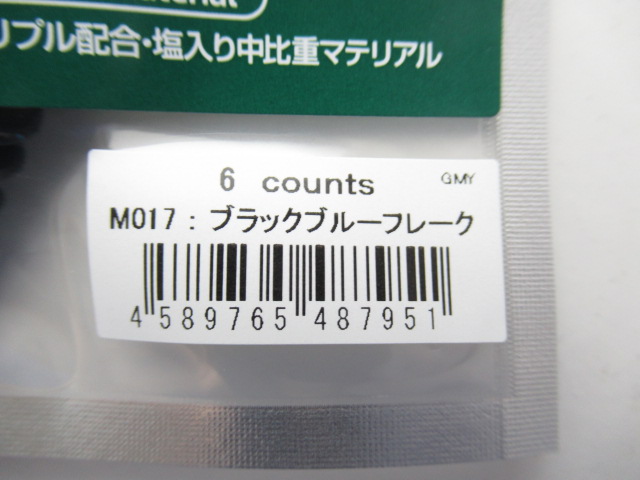 リプル配合・塩入り中比重マテリアル
6 counts GMY
M017 : ブラックブルーフレーク
4 589765 487951